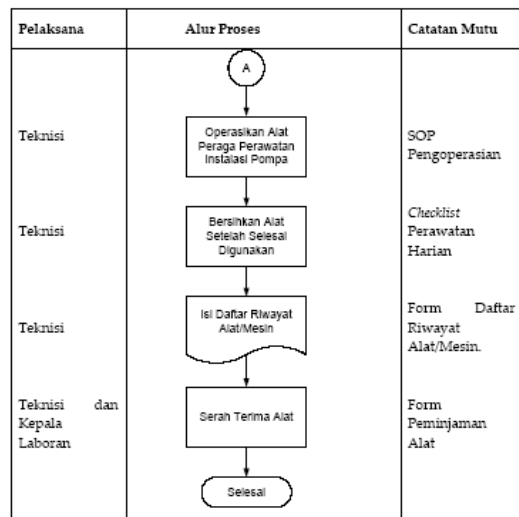 Pelaksana Alur Proses Catatan Mutu
A
Teknisi
Operasikan Alat
Peraga Perawatan
Instalasi Pompa
SOP
Pengoperasian
Teknisi
Bersihkan Alat
Setelah Selesai
Digunakan
Checklist
Perawatan
Harian
Teknisi
Isi Daftar Riwayat
Alat/Mesin
Form Daftar
Riwayat
Alat/Mesin.
Teknisi dan
Kepala
Laboran
Serah Terima Alat
Form
Peminjaman
Alat
Selesai